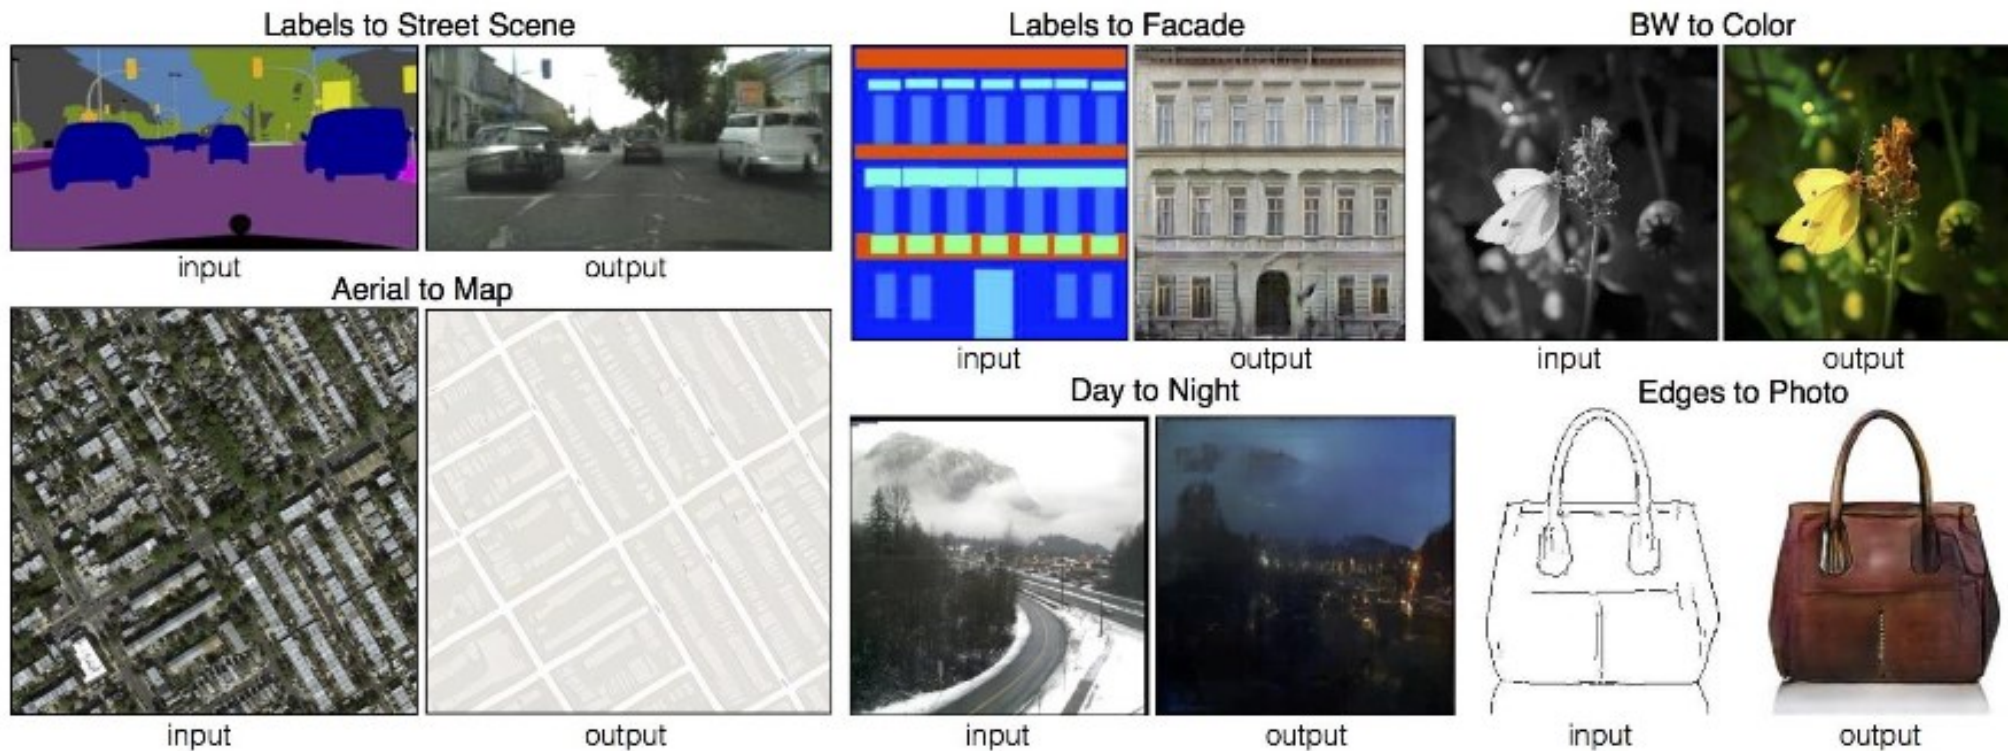 Labels to Street Scene
input
output
Aerial to Map
input
output
Labels to Facade
input
output
BW to Color
input
output
Day to Night
input
output
Edges to Photo
input
output